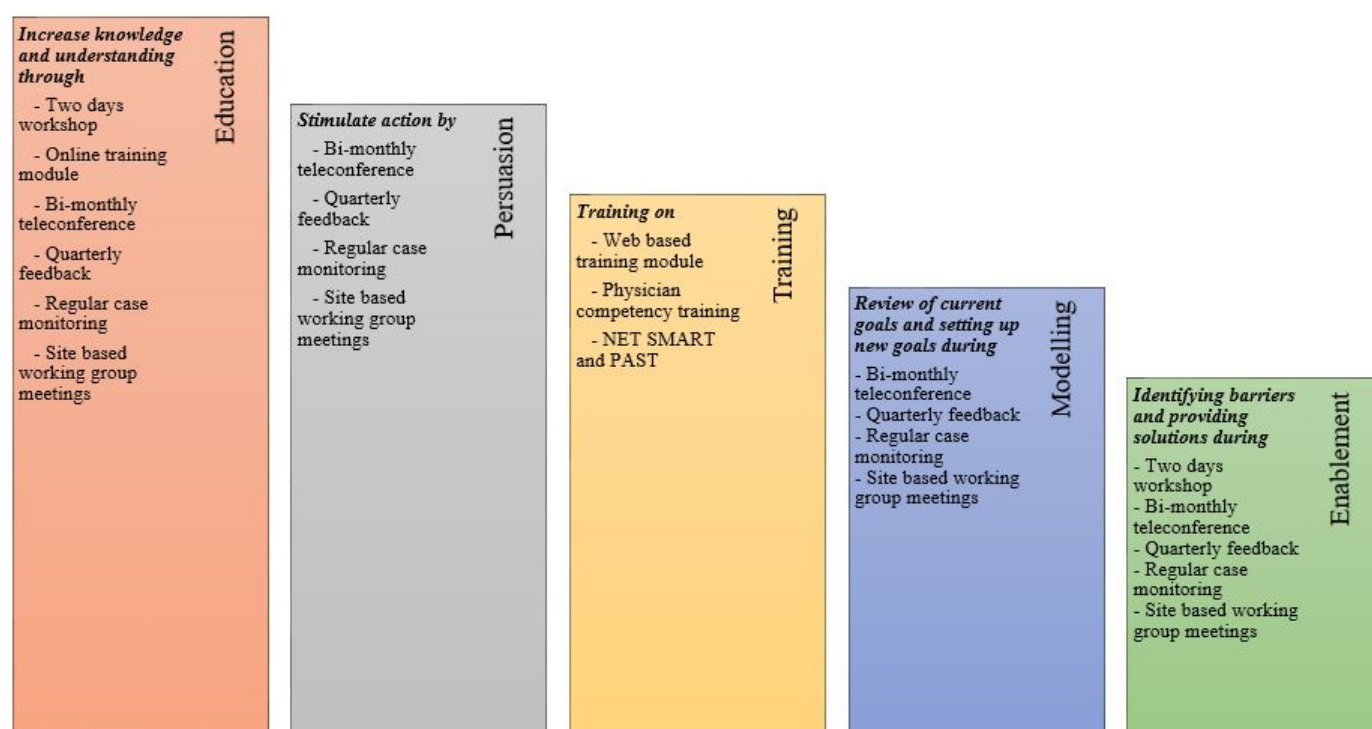 Increase knowledge
and understanding
through
- Two days
workshop
- Online training
module
- Bi-monthly
teleconference
- Quarterly
feedback
- Regular case
monitoring
- Site based
working group
meetings
Education
Stimulate action by
- Bi-monthly
teleconference
- Quarterly
feedback
- Regular case
monitoring
- Site based
working group
meetings
Persuasion
Training on
- Web based
training module
- Physician
competency training
- NET SMART
and PAST
Training
Review of current
goals and setting up
new goals during
- Bi-monthly
teleconference
- Quarterly feedback
- Regular case
monitoring
- Site based working
group meetings
Modelling
Identifying barriers
and providing
solutions during
- Two days
workshop
- Bi-monthly
teleconference
- Quarterly feedback
- Regular case
monitoring
- Site based working
group meetings
Enablement